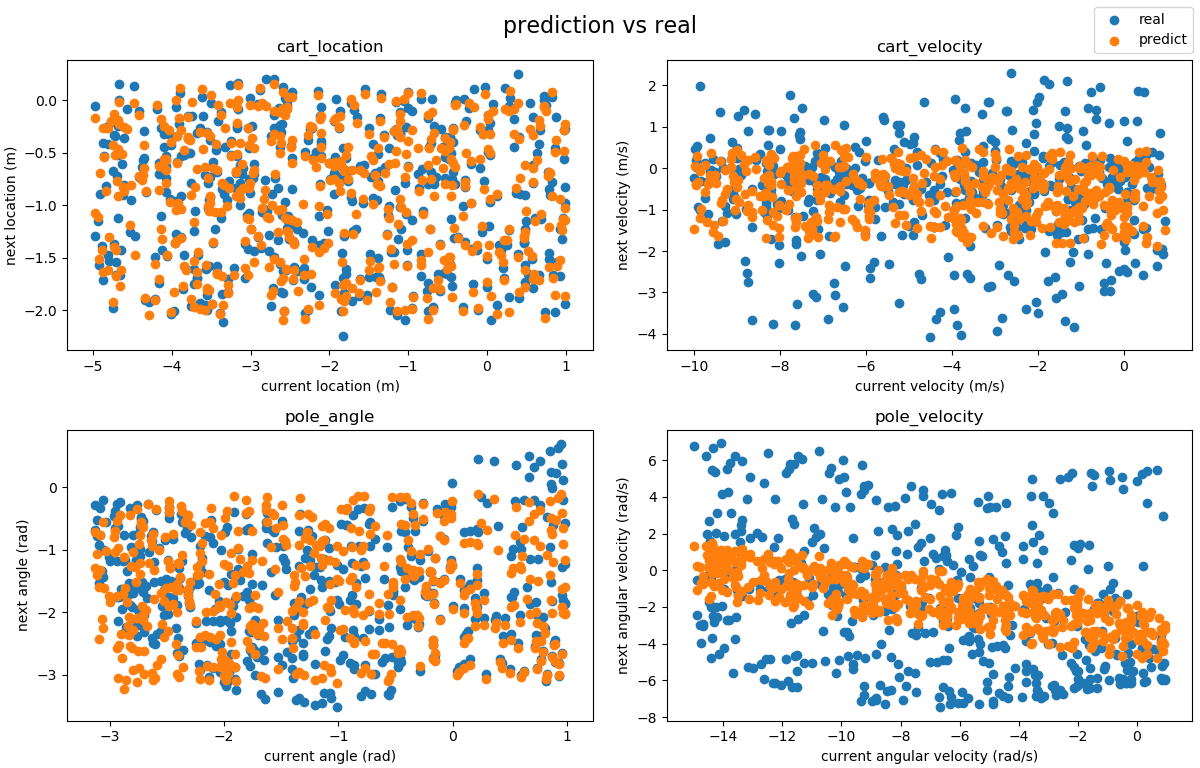 prediction vs real
real
predict
cart_location
0.0
−0.5
−1.0
−1.5
−2.0
next location (m)
−5 −4 −3 −2 −1 0 1
current location (m)
cart_velocity
2
1
0
−1
−2
−3
−4
next velocity (m/s)
−10 −8 −6 −4 −2 0
current velocity (m/s)
pole_angle
0
−1
−2
−3
next angle (rad)
−3 −2 −1 0 1
current angle (rad)
pole_velocity
6
4
2
0
−2
−4
−6
−8
next angular velocity (rad/s)
−14 −12 −10 −8 −6 −4 −2 0
current angular velocity (rad/s)